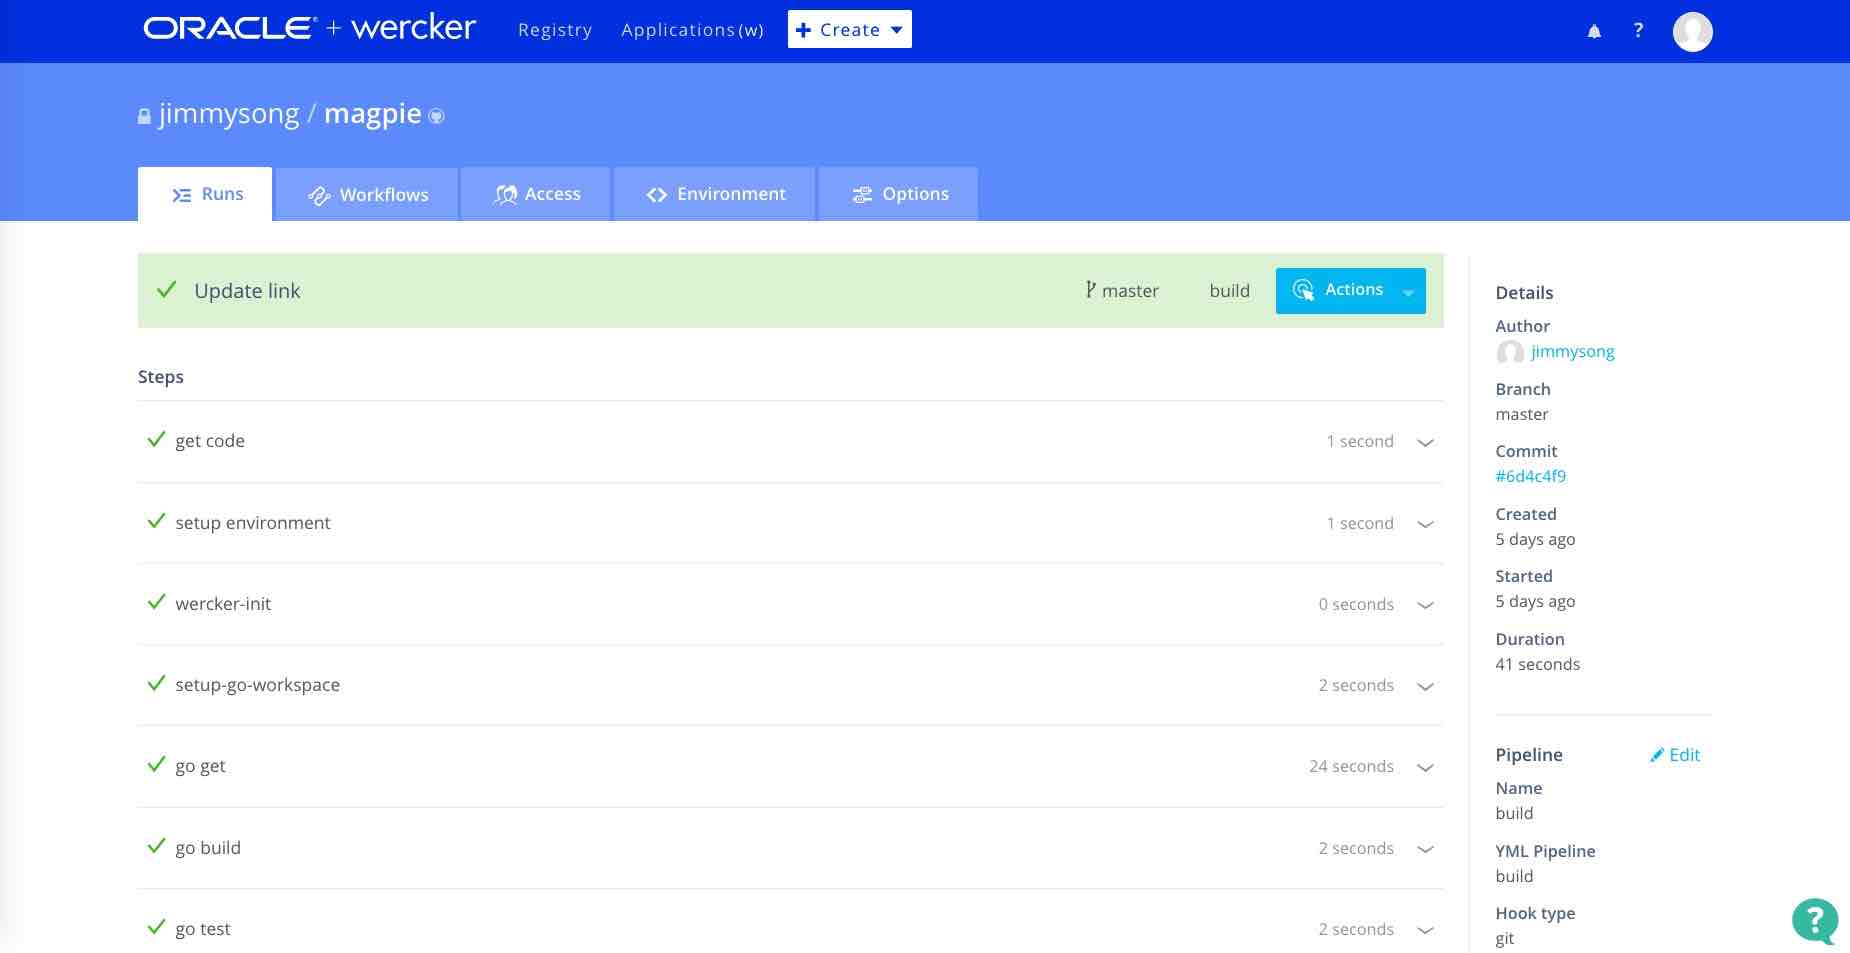 ORACLE® + wercker Registry Applications(w) + Create ? 
jimmysong / magpie
Runs Workflows Access Environment Options
Update link master build Actions
Steps
get code 1 second
setup environment 1 second
wercker-init 0 seconds
setup-go-workspace 2 seconds
go get 24 seconds
go build 2 seconds
go test 2 seconds
Details
Author
jimmysong
Branch
master
Commit
#6d4c4f9
Created
5 days ago
Started
5 days ago
Duration
41 seconds
Pipeline Edit
Name
build
YML Pipeline
build
Hook type
git
?